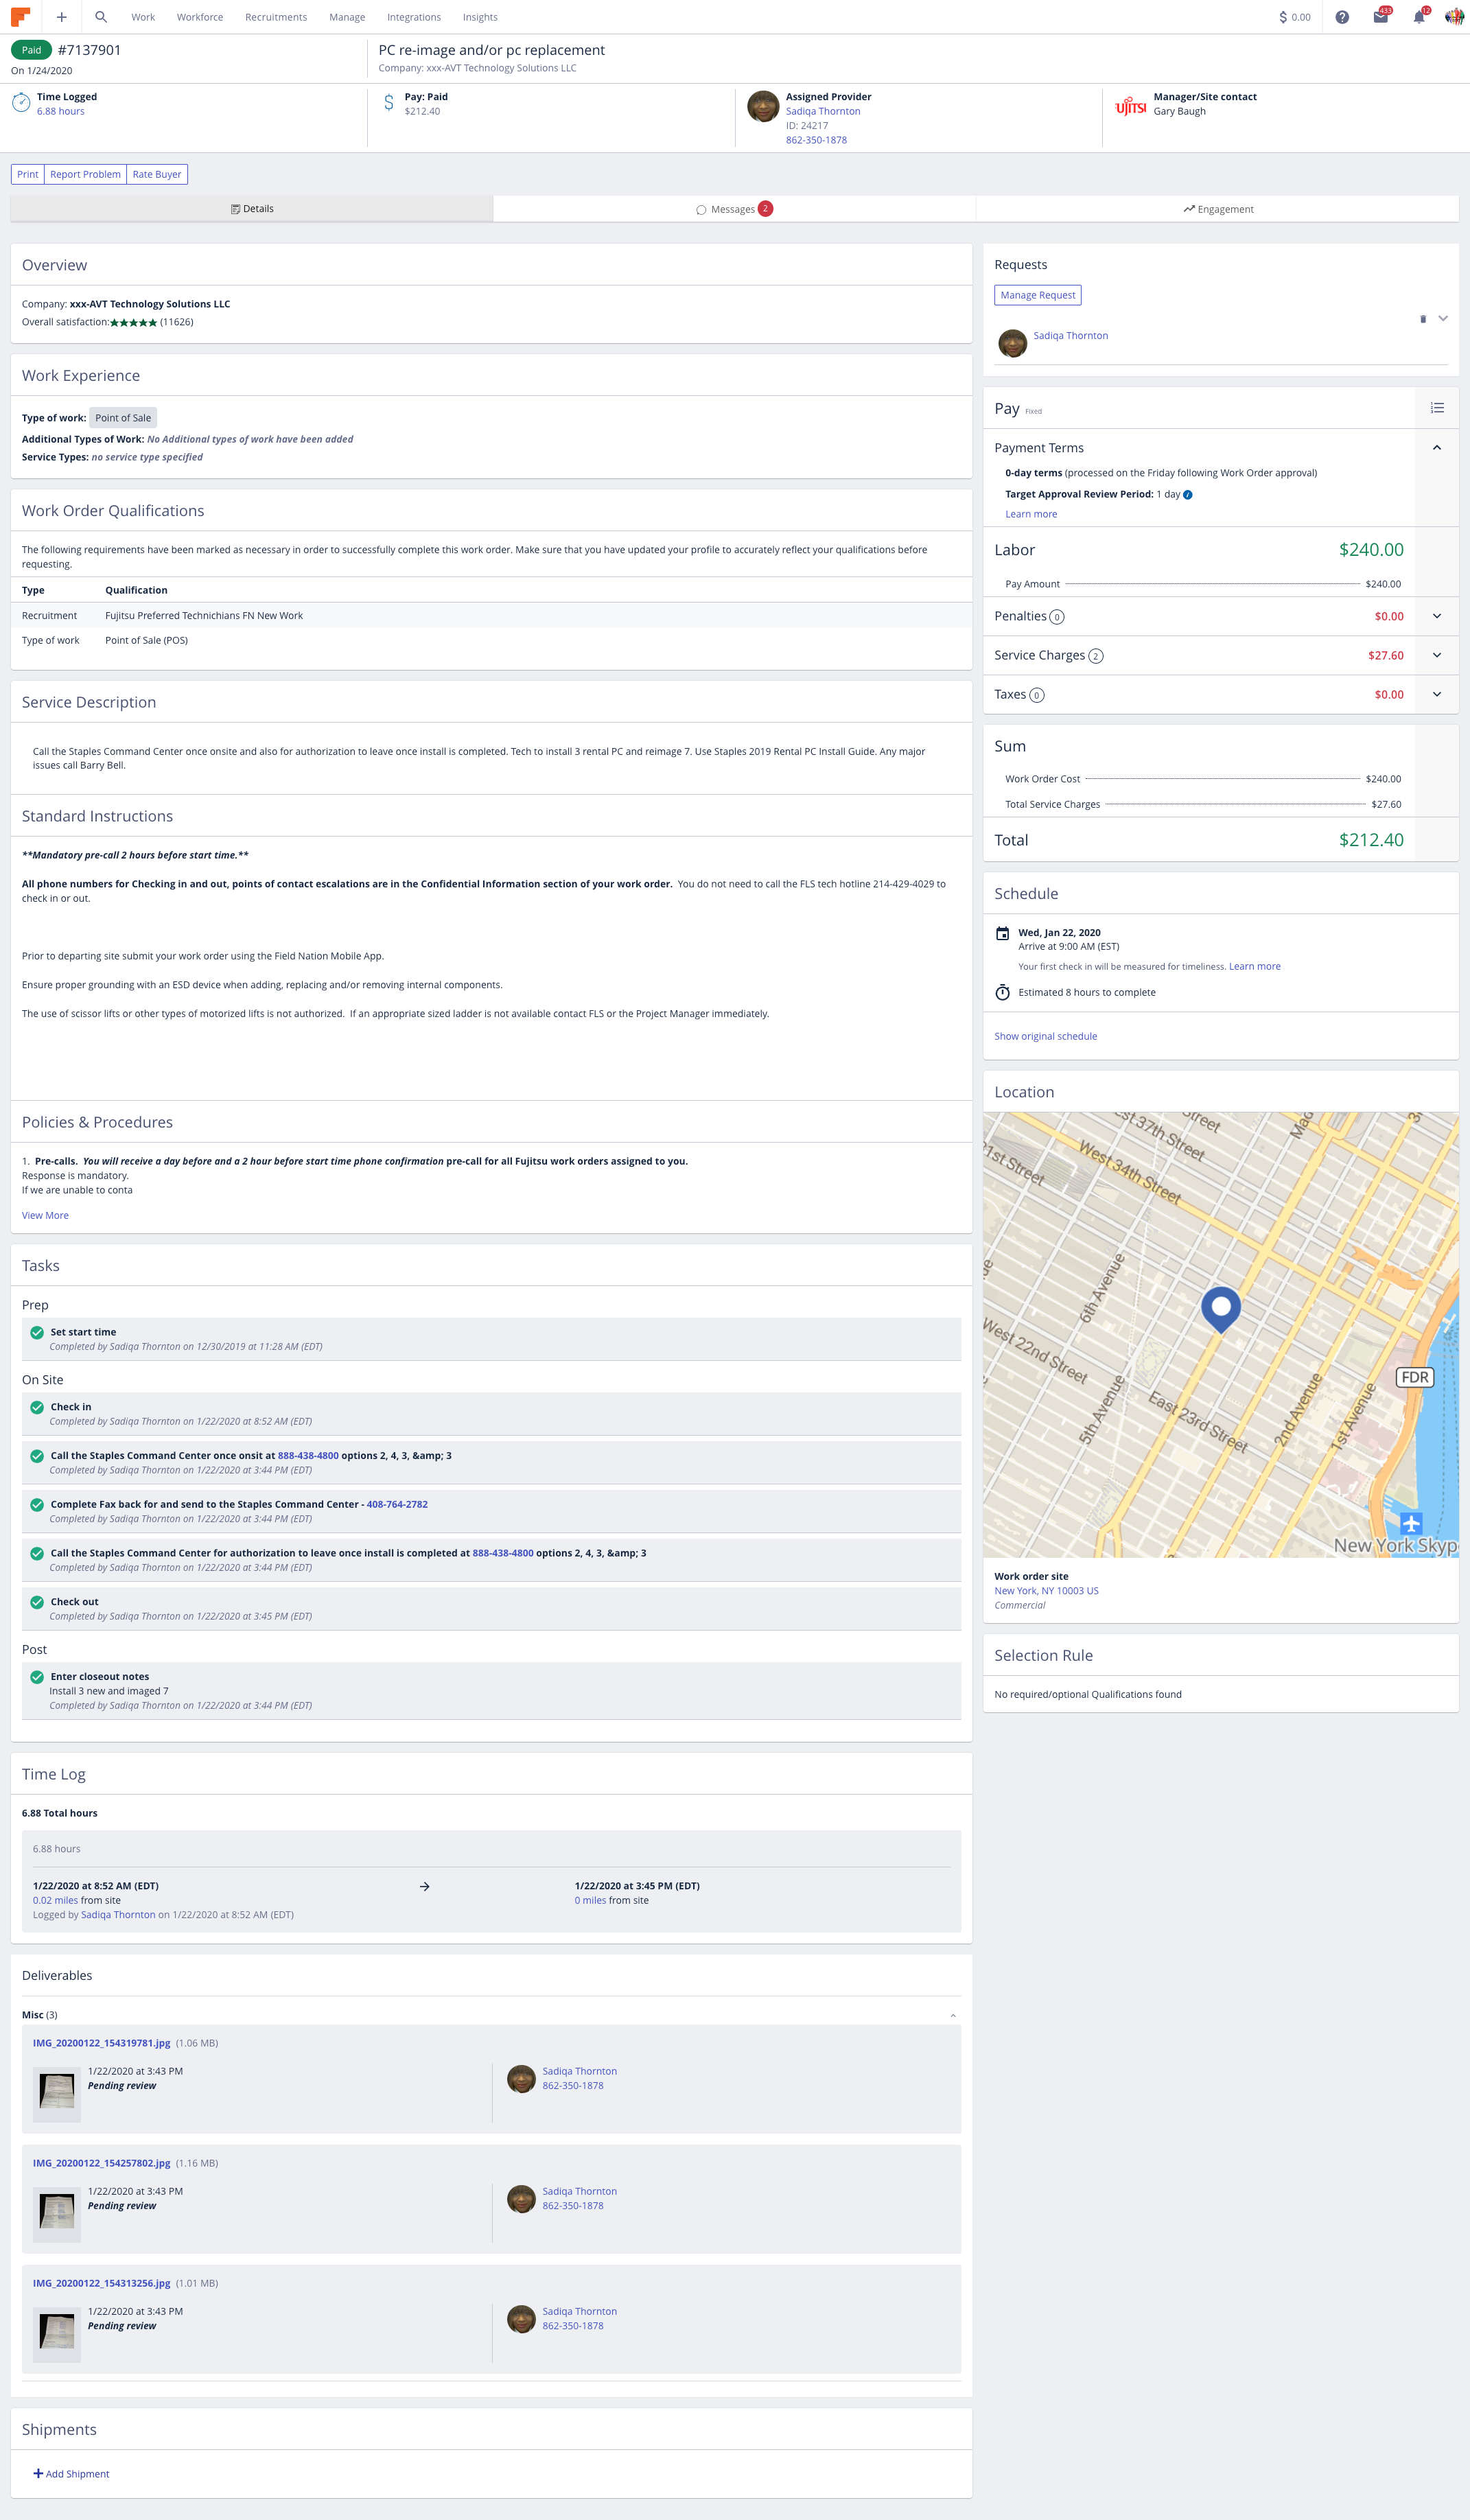 Work
Workforce
Recruitments
Manage
Integrations
Insights
$ 0.00
433
12
Paid
#7137901
On 1/24/2020
PC re-image and/or pc replacement
Company: xxx-AVT Technology Solutions LLC
Time Logged
6.88 hours
Pay: Paid
$212.40
Assigned Provider
Sadiqa Thornton
ID: 24217
862-350-1878
Manager/Site contact
Gary Baugh
Print
Report Problem
Rate Buyer
Details
Messages 2
Engagement
Overview
Company: xxx-AVT Technology Solutions LLC
Overall satisfaction:★★★★★ (11626)
Work Experience
Type of work: Point of Sale
Additional Types of Work: No Additional types of work have been added
Service Types: no service type specified
Work Order Qualifications
The following requirements have been marked as necessary in order to successfully complete this work order. Make sure that you have updated your profile to accurately reflect your qualifications before
requesting.
Type Qualification
Recruitment Fujitsu Preferred Technichians FN New Work
Type of work Point of Sale (POS)
Service Description
Call the Staples Command Center once onsite and also for authorization to leave once install is completed. Tech to install 3 rental PC and reimage 7. Use Staples 2019 Rental PC Install Guide. Any major
issues call Barry Bell.
Standard Instructions
**Mandatory pre-call 2 hours before start time.**
All phone numbers for Checking in and out, points of contact escalations are in the Confidential Information section of your work order. You do not need to call the FLS tech hotline 214-429-4029 to
check in or out.
Prior to departing site submit your work order using the Field Nation Mobile App.
Ensure proper grounding with an ESD device when adding, replacing and/or removing internal components.
The use of scissor lifts or other types of motorized lifts is not authorized. If an appropriate sized ladder is not available contact FLS or the Project Manager immediately.
Policies & Procedures
1. Pre-calls. You will receive a day before and a 2 hour before start time phone confirmation pre-call for all Fujitsu work orders assigned to you.
Response is mandatory.
If we are unable to conta
View More
Tasks
Prep
Set start time
Completed by Sadiqa Thornton on 12/30/2019 at 11:28 AM (EDT)
On Site
Check in
Completed by Sadiqa Thornton on 1/22/2020 at 8:52 AM (EDT)
Call the Staples Command Center once onsit at 888-438-4800 options 2, 4, 3, &amp; 3
Completed by Sadiqa Thornton on 1/22/2020 at 3:44 PM (EDT)
Complete Fax back for and send to the Staples Command Center - 408-764-2782
Completed by Sadiqa Thornton on 1/22/2020 at 3:44 PM (EDT)
Call the Staples Command Center for authorization to leave once install is completed at 888-438-4800 options 2, 4, 3, &amp; 3
Completed by Sadiqa Thornton on 1/22/2020 at 3:44 PM (EDT)
Check out
Completed by Sadiqa Thornton on 1/22/2020 at 3:45 PM (EDT)
Post
Enter closeout notes
Install 3 new and imaged 7
Completed by Sadiqa Thornton on 1/22/2020 at 3:44 PM (EDT)
Time Log
6.88 Total hours
6.88 hours
1/22/2020 at 8:52 AM (EDT) → 1/22/2020 at 3:45 PM (EDT)
0.02 miles from site 0 miles from site
Logged by Sadiqa Thornton on 1/22/2020 at 8:52 AM (EDT)
Deliverables
Misc (3)
IMG_20200122_154319781.jpg (1.06 MB)
1/22/2020 at 3:43 PM
Pending review
Sadiqa Thornton
862-350-1878
IMG_20200122_154257802.jpg (1.16 MB)
1/22/2020 at 3:43 PM
Pending review
Sadiqa Thornton
862-350-1878
IMG_20200122_154313256.jpg (1.01 MB)
1/22/2020 at 3:43 PM
Pending review
Sadiqa Thornton
862-350-1878
Shipments
Add Shipment
Requests
Manage Request
Sadiqa Thornton
Pay Fixed
Payment Terms
0-day terms (processed on the Friday following Work Order approval)
Target Approval Review Period: 1 day
Learn more
Labor $240.00
Pay Amount $240.00
Penalties 0 $0.00
Service Charges 2 $27.60
Taxes 0 $0.00
Sum
Work Order Cost $240.00
Total Service Charges $27.60
Total $212.40
Schedule
Wed, Jan 22, 2020
Arrive at 9:00 AM (EST)
Your first check in will be measured for timeliness. Learn more
Estimated 8 hours to complete
Show original schedule
Location
st 37th Street
West 34th Street
6th Avenue
West 22nd Street
5th Avenue
East 23rd Street
2nd Avenue
1st Avenue
FDR
New York Skyp
Work order site
New York, NY 10003 US
Commercial
Selection Rule
No required/optional Qualifications found